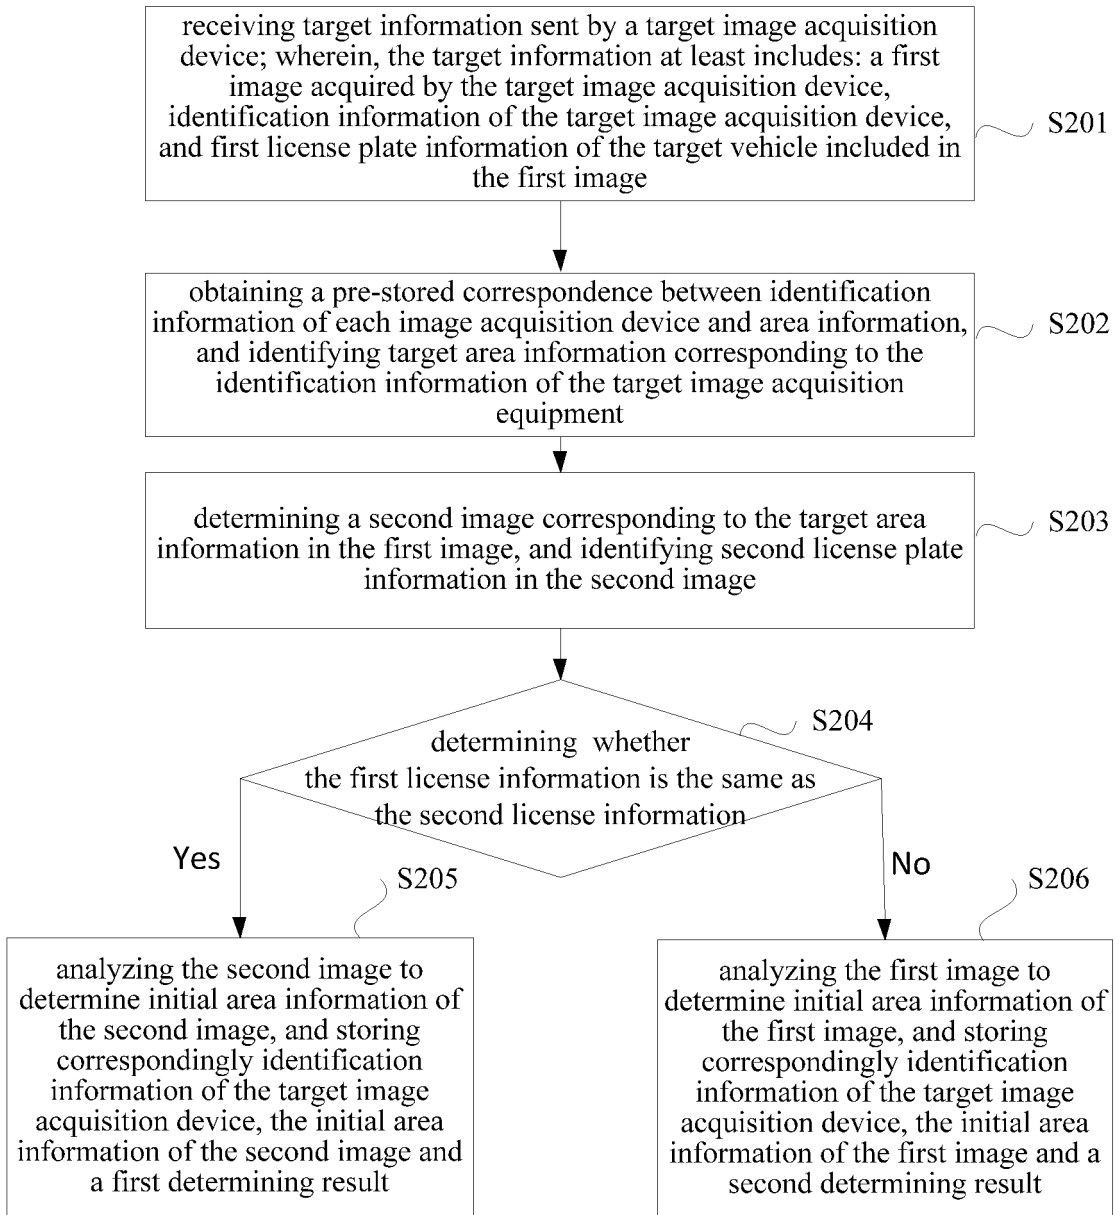 receiving target information sent by a target image acquisition
device; wherein, the target information at least includes: a first
image acquired by the target image acquisition device,
identification information of the target image acquisition device,
and first license plate information of the target vehicle included in
the first image
S201
obtaining a pre-stored correspondence between identification
information of each image acquisition device and area information,
and identifying target area information corresponding to the
identification information of the target image acquisition
equipment
S202
determining a second image corresponding to the target area
information in the first image, and identifying second license plate
information in the second image
S203
determining whether
the first license information is the same as
the second license information
S204
Yes
No
S205
analyzing the second image to
determine initial area information of
the second image, and storing
correspondingly identification
information of the target image
acquisition device, the initial area
information of the second image and
a first determining result
S206
analyzing the first image to
determine initial area information of
the first image, and storing
correspondingly identification
information of the target image
acquisition device, the initial area
information of the first image and a
second determining result